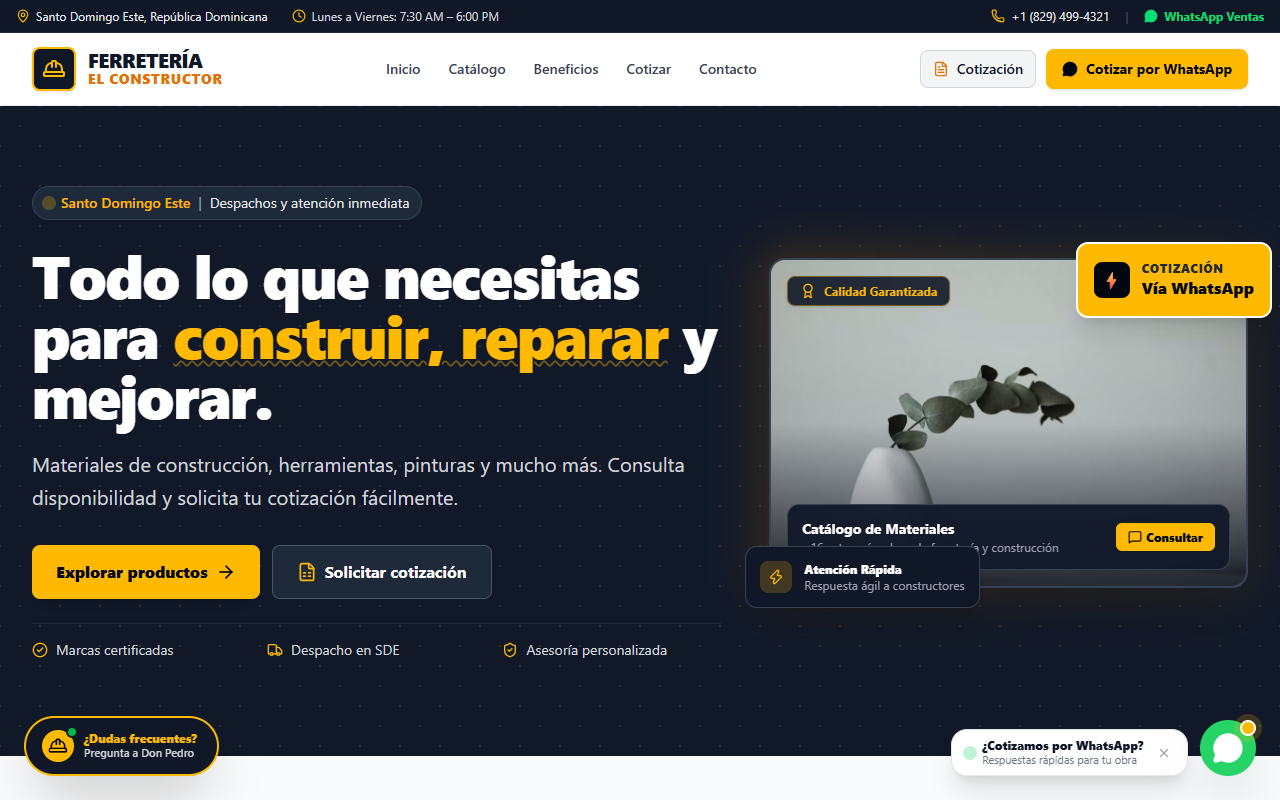 Santo Domingo Este, República Dominicana
Lunes a Viernes: 7:30 AM – 6:00 PM
+1 (829) 499-4321
|
WhatsApp Ventas
FERRETERÍA
EL CONSTRUCTOR
Inicio
Catálogo
Beneficios
Cotizar
Contacto
Cotización
Cotizar por WhatsApp
Santo Domingo Este | Despachos y atención inmediata
Todo lo que necesitas
para construir, reparar y
mejorar.
Materiales de construcción, herramientas, pinturas y mucho más. Consulta
disponibilidad y solicita tu cotización fácilmente.
Explorar productos
Solicitar cotización
Marcas certificadas
Despacho en SDE
Asesoría personalizada
Calidad Garantizada
COTIZACIÓN
Vía WhatsApp
Catálogo de Materiales
y construcción
Consultar
Atención Rápida
Respuesta ágil a constructores
¿Dudas frecuentes?
Pregunta a Don Pedro
¿Cotizamos por WhatsApp?
Respuestas rápidas para tu obra